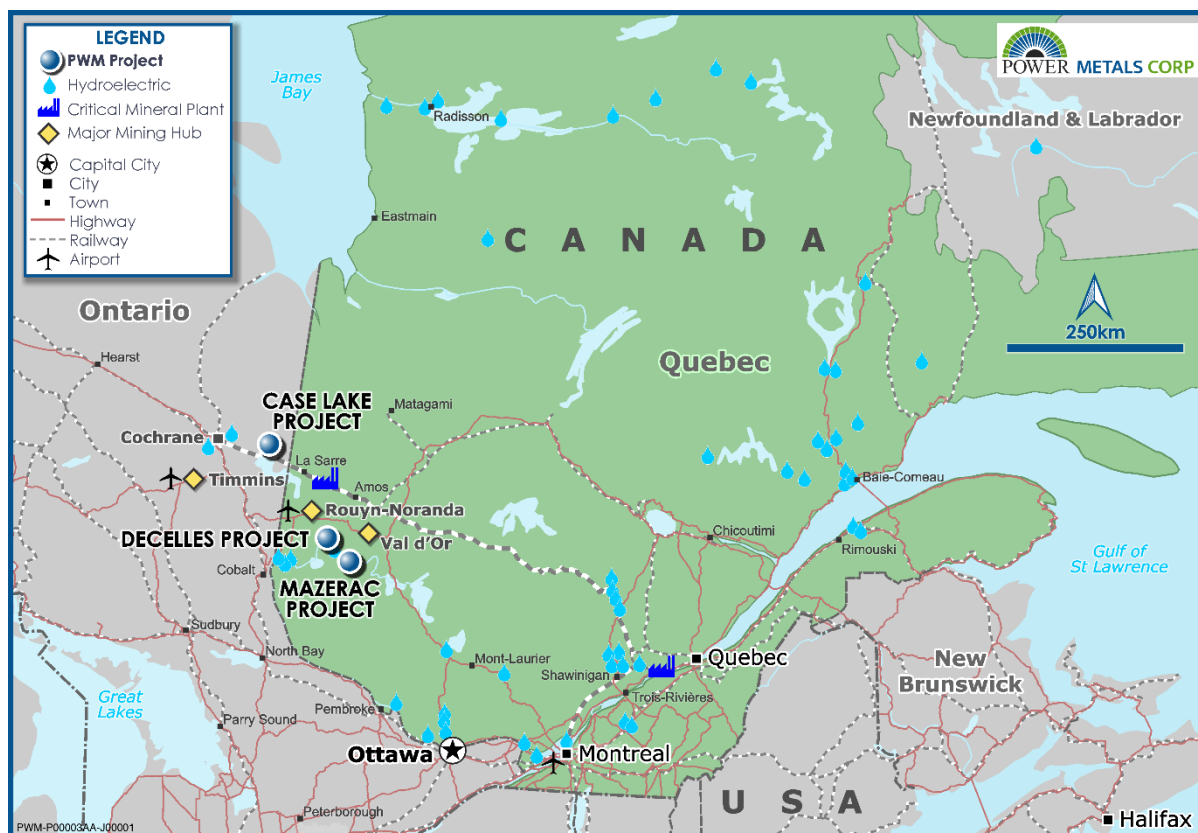 LEGEND
PWM Project
Hydroelectric
Critical Mineral Plant
Major Mining Hub
Capital City
City
Town
Highway
Railway
Airport
POWER METALS CORP
James
Bay
Radisson
Newfoundland & Labrador
Eastmain
CANADA
Ontario
250km
Hearst
Quebec
CASE LAKE
PROJECT
Matagami
Cochrane
La Sarre
Timmins
Amos
Baie-Comeau
Rouyn-Noranda
DECELLES PROJECT
Val d'Or
Chicoutimi
Rimouski
Gulf of
St Lawrence
Cobalt
MAZERAC
PROJECT
Sudbury
North Bay
Mont-Laurier
Shawinigan
Quebec
New
Brunswick
Great
Lakes
Pembroke
Trois-Rivières
Parry Sound
Ottawa
Montreal
USA
Peterborough
Halifax
PWM-P00003AA-J00001